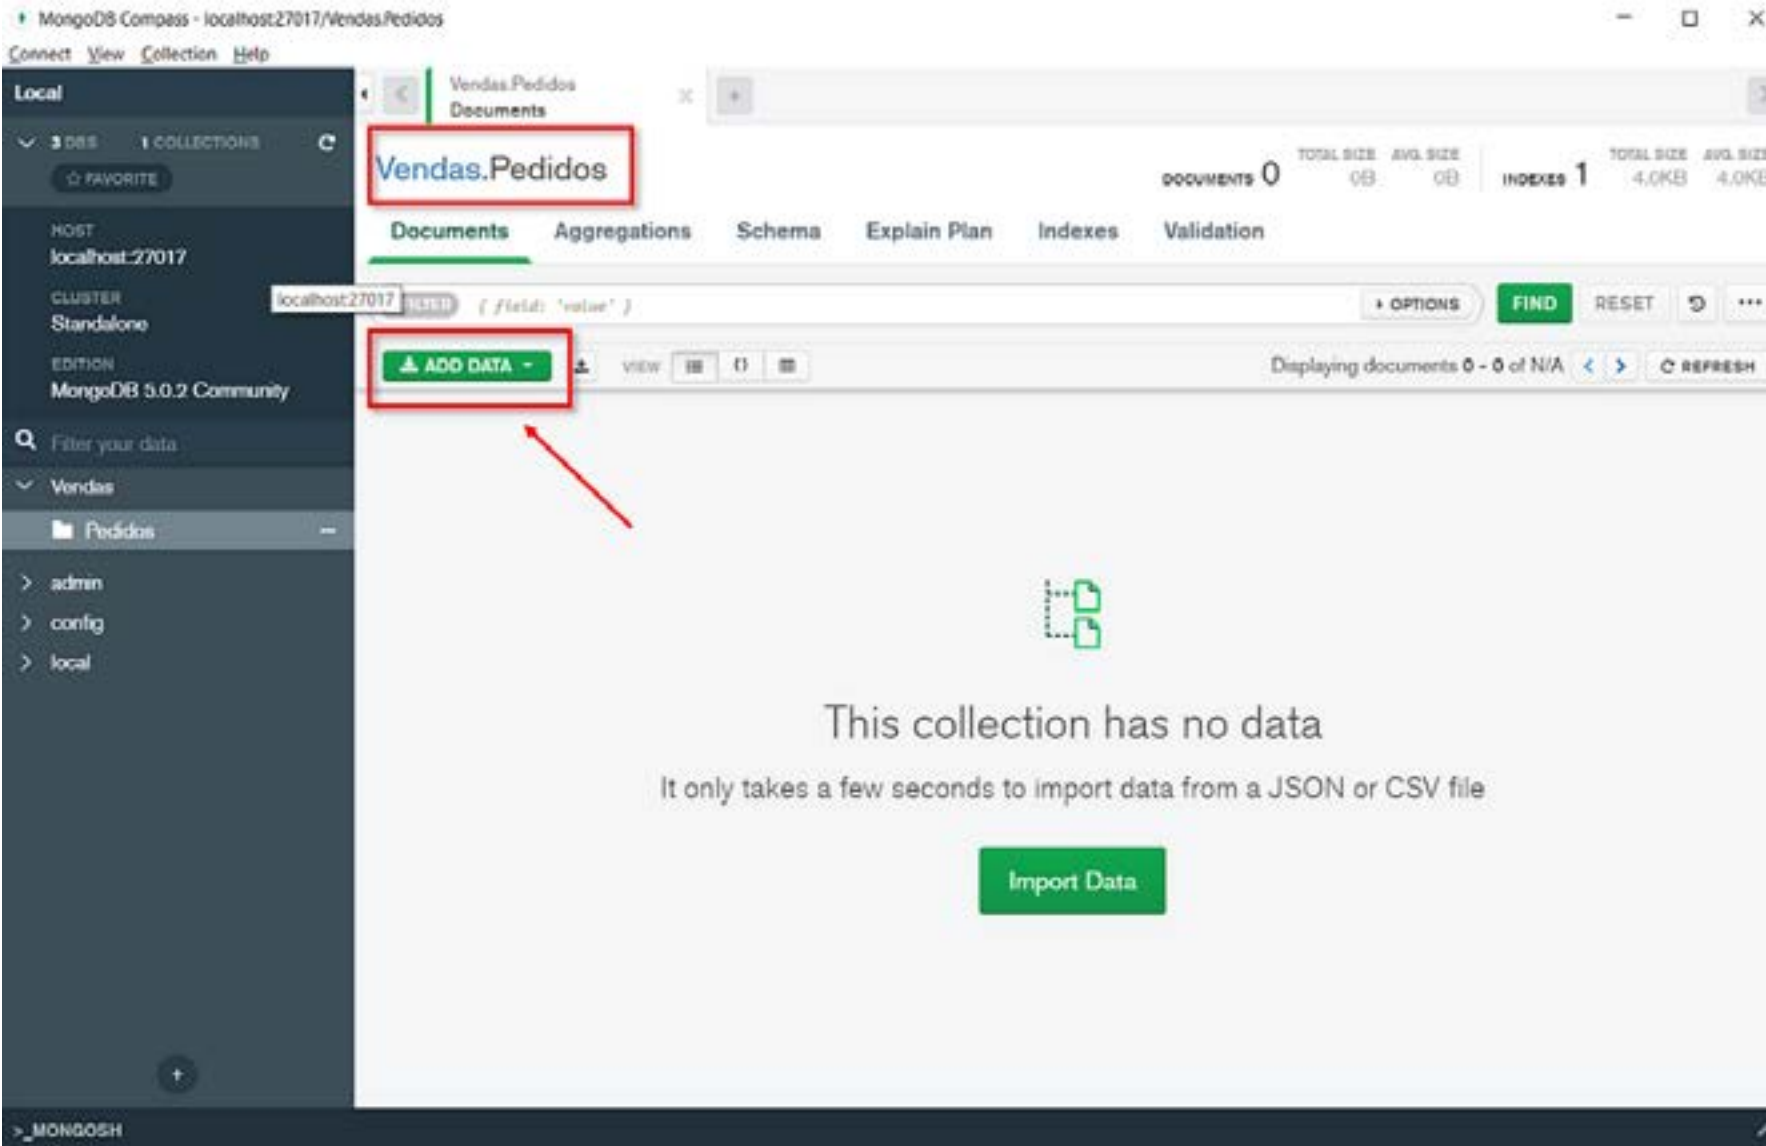 MongoDB Compass - localhost:27017/Vendas.Pedidos
Connect View Collection Help
Local
3 DBS 1 COLLECTIONS
FAVORITE
HOST
localhost:27017
CLUSTER
Standalone
EDITION
MongoDB 5.0.2 Community
Filter your data
Vendas
Pedidos
admin
config
local
>_MONGOSH
Vendas.Pedidos
Documents
Vendas.Pedidos
DOCUMENTS 0
TOTAL SIZE AVG. SIZE
0B 0B
INDEXES 1
TOTAL SIZE AVG. SIZE
4.0KB 4.0KB
Documents Aggregations Schema Explain Plan Indexes Validation
localhost:27017
{ field: 'value' } OPTIONS FIND RESET
ADD DATA VIEW {} Displaying documents 0 - 0 of N/A < > REFRESH
This collection has no data
It only takes a few seconds to import data from a JSON or CSV file
Import Data